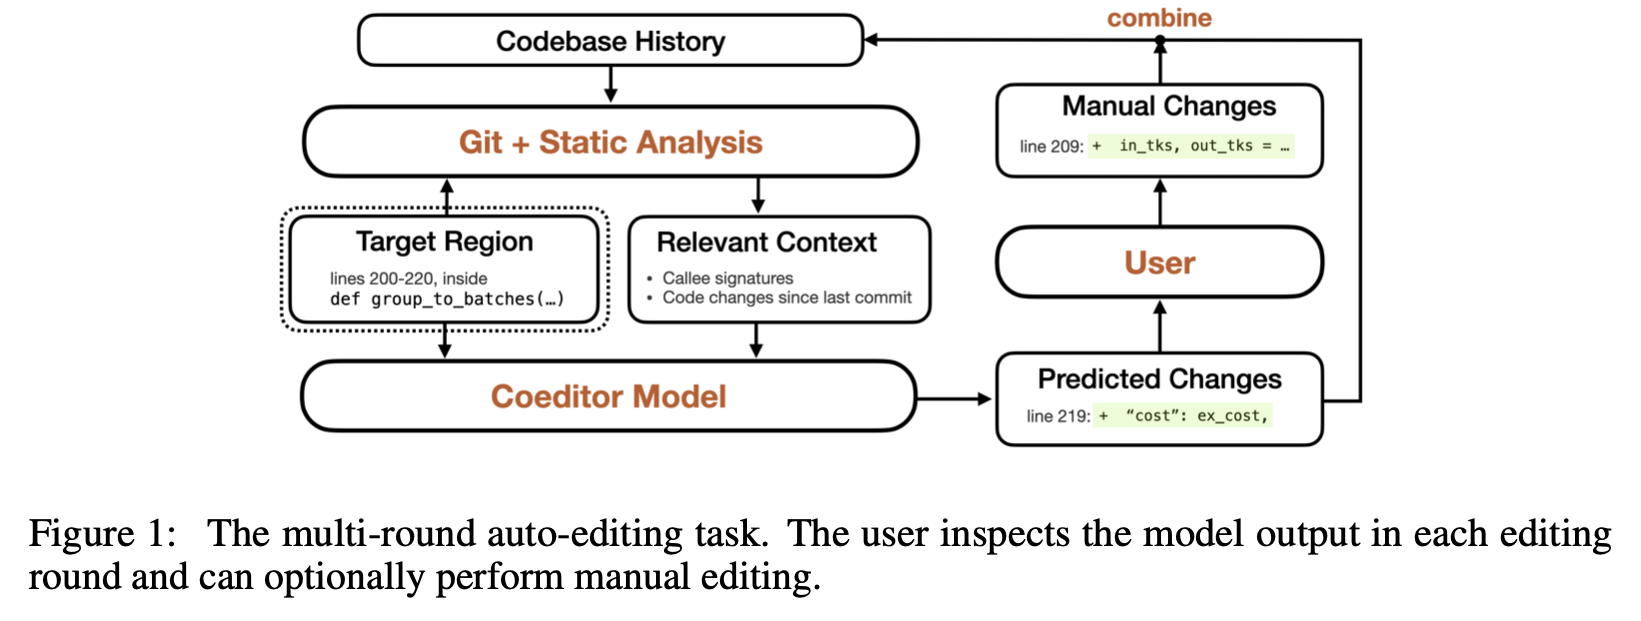 combine
Codebase History
Manual Changes
line 209: +  in_tks, out_tks = …
Git + Static Analysis
Target Region
lines 200-220, inside
def group_to_batches(…)
Relevant Context
• Callee signatures
• Code changes since last commit
User
Coeditor Model
Predicted Changes
line 219: +  “cost”: ex_cost,
Figure 1: The multi-round auto-editing task. The user inspects the model output in each editing
round and can optionally perform manual editing.